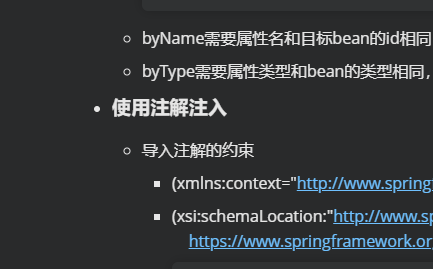 byName需要属性名和目标bean的id相同
byType需要属性类型和bean的类型相同，
使用注解注入
导入注解的约束
(xmlns:context="http://www.spring
(xsi:schemaLocation:"http://www.sp
https://www.springframework.or